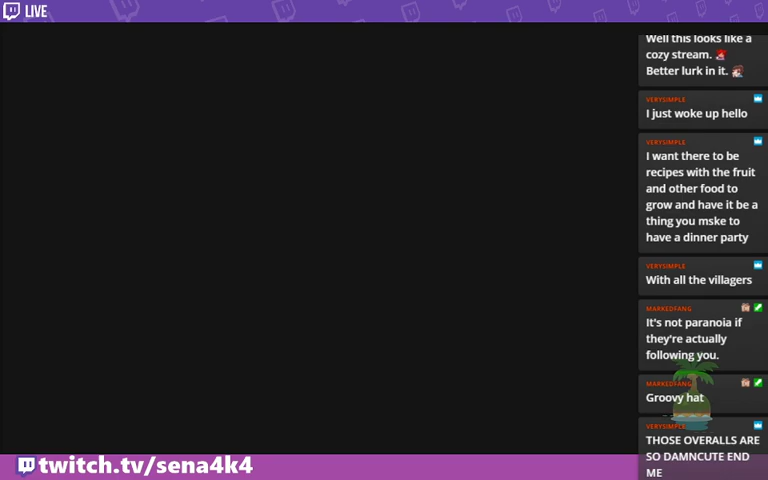 LIVE
Well this looks like a
cozy stream.
Better lurk in it.
VERYSIMPLE
I just woke up hello
VERYSIMPLE
I want there to be
recipes with the fruit
and other food to
grow and have it be a
thing you mske to
have a dinner party
VERYSIMPLE
With all the villagers
MARKEDFANG
It's not paranoia if
they're actually
following you.
MARKEDFANG
Groovy hat
VERYSIMPLE
THOSE OVERALLS ARE
SO DAMNCUTE END
ME
twitch.tv/sena4k4